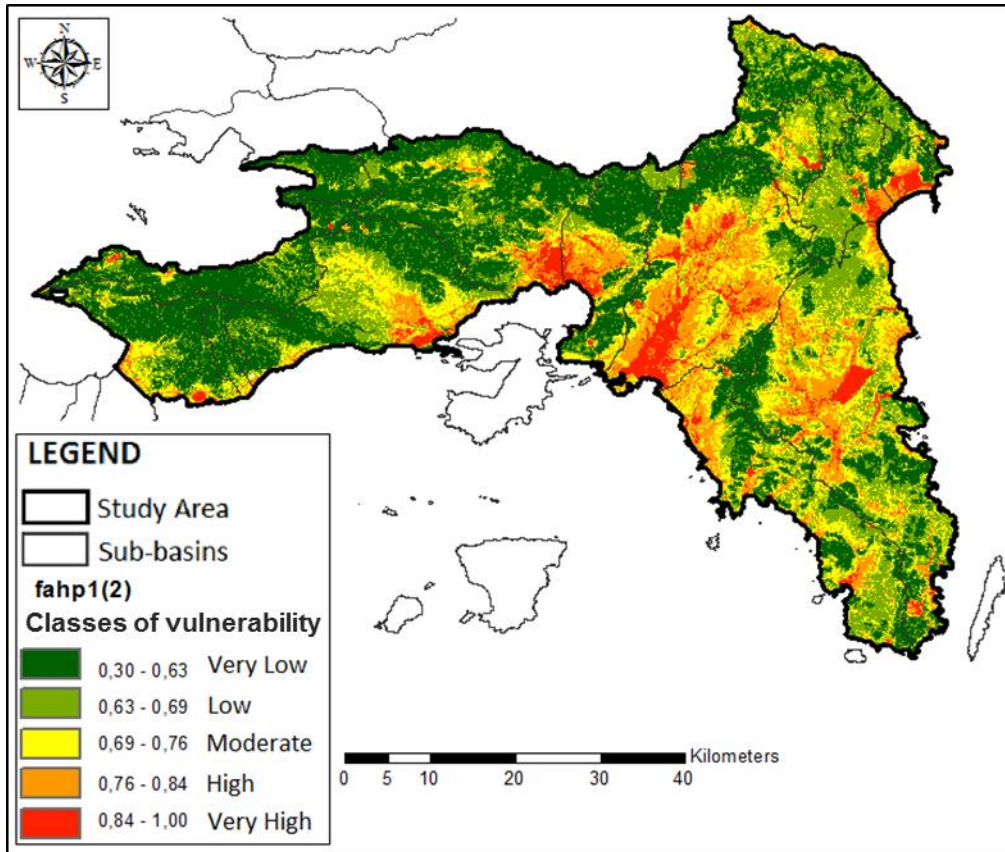 N
W E
S
LEGEND
Study Area
Sub-basins
fahp1(2)
Classes of vulnerability
0,30 - 0,63 Very Low
0,63 - 0,69 Low
0,69 - 0,76 Moderate
0,76 - 0,84 High
0,84 - 1,00 Very High
Kilometers
0 5 10 20 30 40